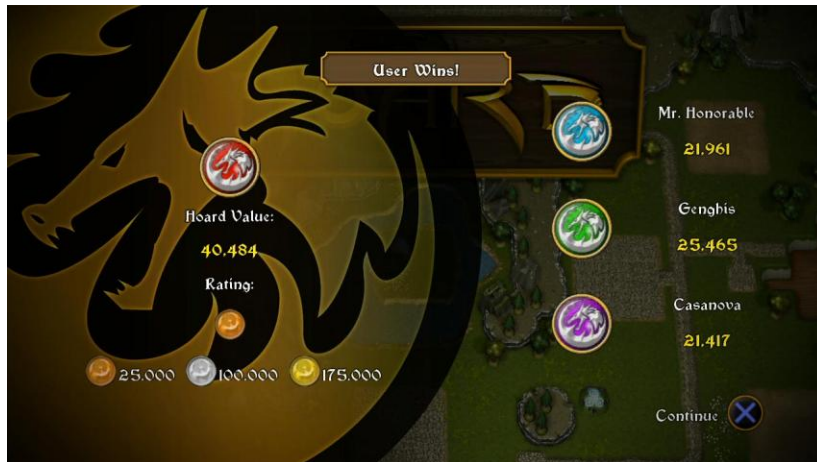 User Wins!
Hoard Value:
40,484
Rating:
25,000 100,000 175,000
Mr. Honorable
21,961
Genghis
25,465
Casanova
21,417
Continue